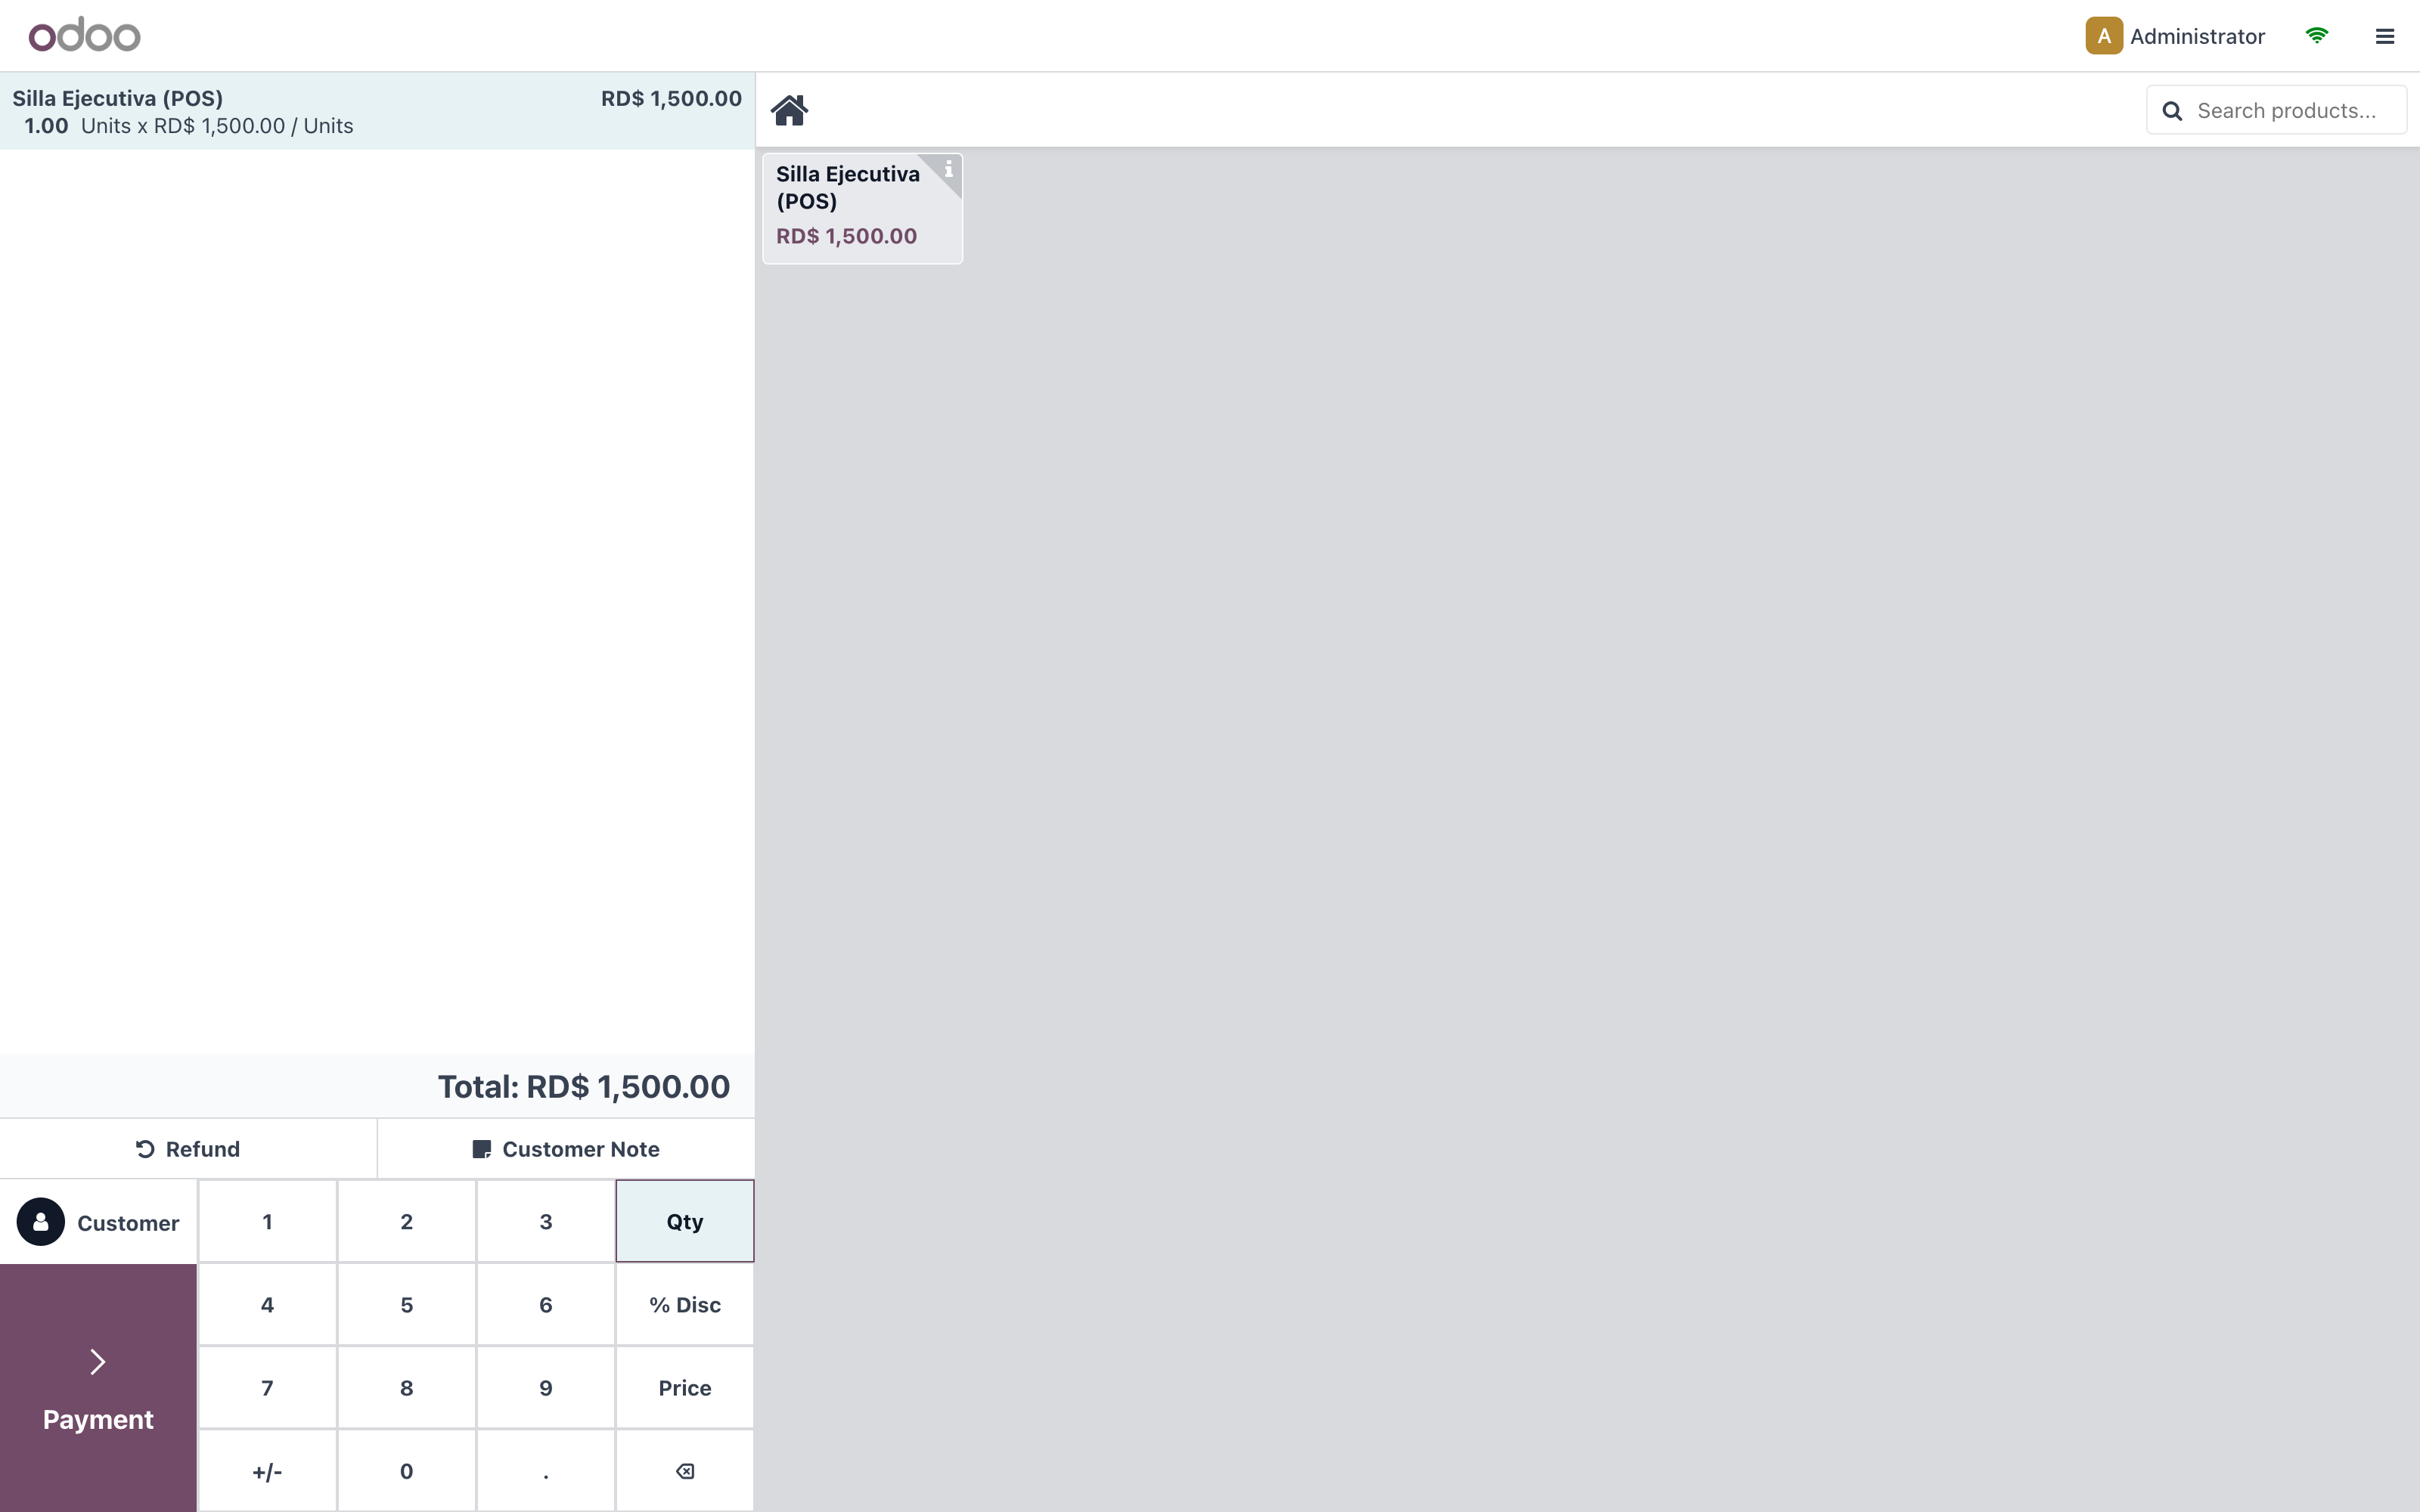 odoo
A Administrator
Silla Ejecutiva (POS) RD$ 1,500.00
1.00 Units x RD$ 1,500.00 / Units
Search products...
Silla Ejecutiva
(POS)
RD$ 1,500.00
Total: RD$ 1,500.00
Refund
Customer Note
Customer
1 2 3 Qty
4 5 6 % Disc
7 8 9 Price
Payment
+/- 0 .